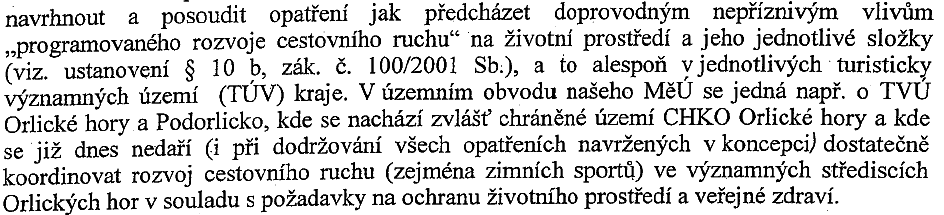 navrhnout a posoudit opatření jak předcházet doprovodným nepříznivým vlivům
„programovaného rozvoje cestovního ruchu“ na životní prostředí a jeho jednotlivé složky
(viz. ustanovení § 10 b, zák. č. 100/2001 Sb.), a to alespoň v jednotlivých turisticky
významných území (TÚV) kraje. V územním obvodu našeho MěÚ se jedná např. o TVÚ
Orlické hory a Podorlicko, kde se nachází zvlášť chráněné území CHKO Orlické hory a kde
se již dnes nedaří (i při dodržování všech opatřeních navržených v koncepci) dostatečně
koordinovat rozvoj cestovního ruchu (zejména zimních sportů) ve významných střediscích
Orlických hor v souladu s požadavky na ochranu životního prostředí a veřejné zdraví.